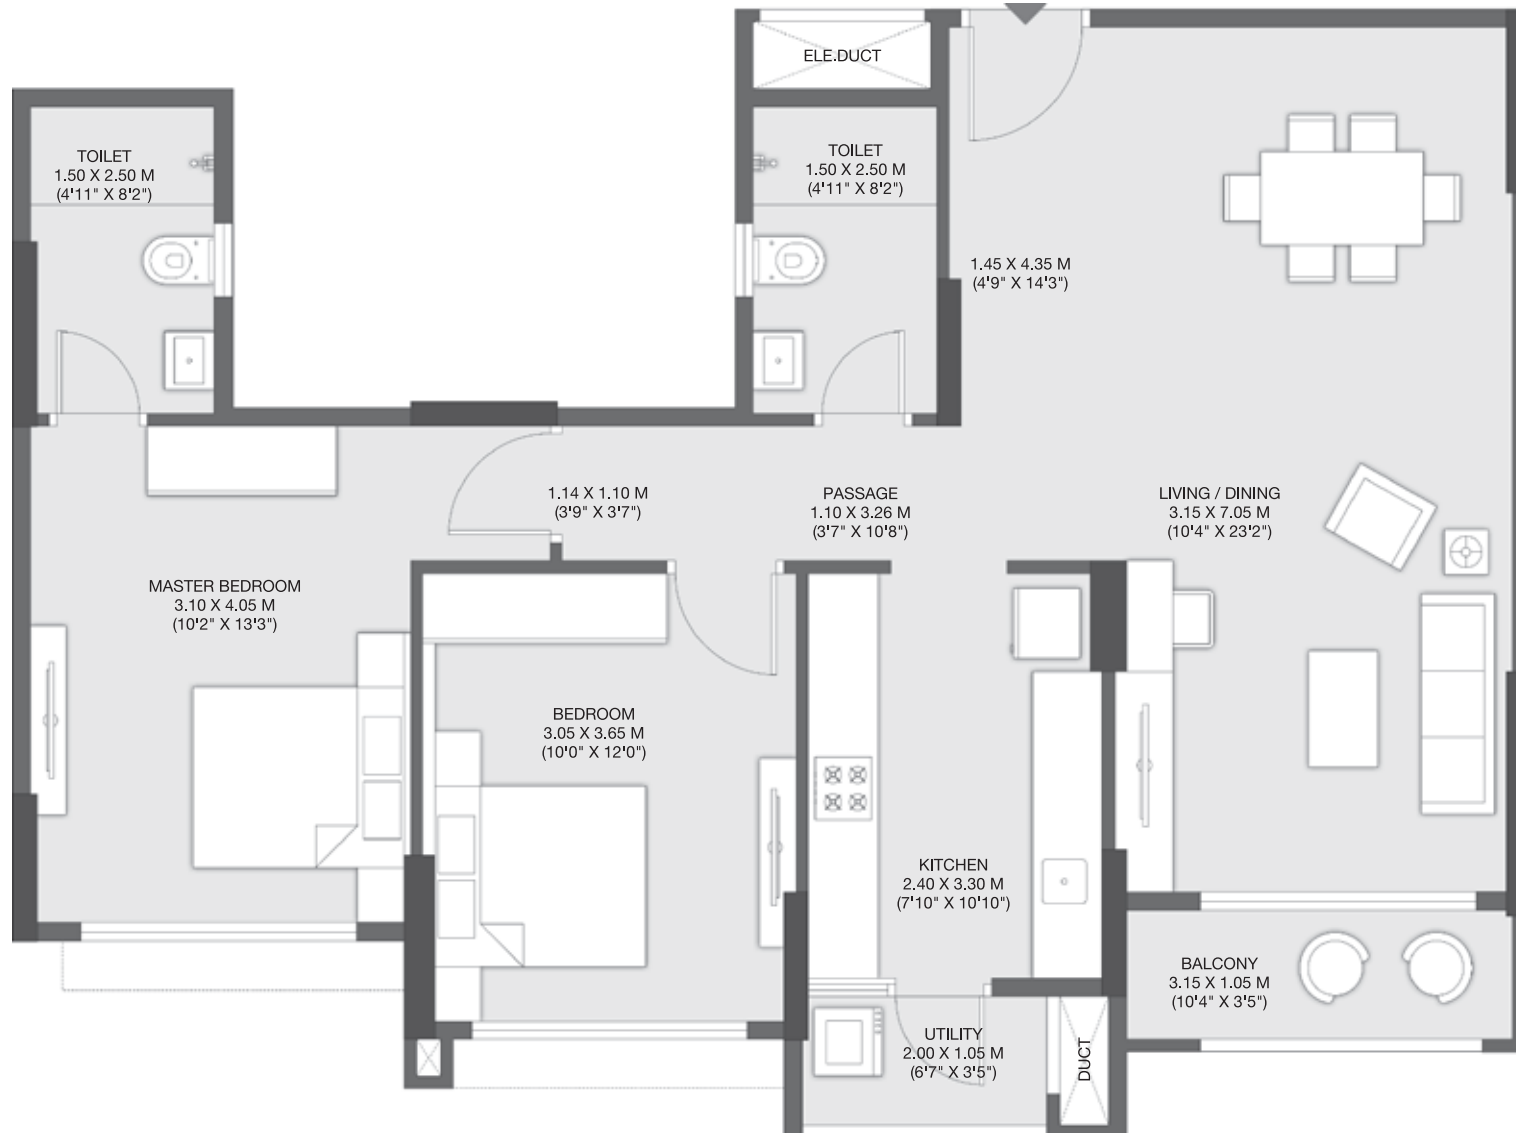 ELE.DUCT
TOILET
1.50 X 2.50 M
(4'11" X 8'2")
TOILET
1.50 X 2.50 M
(4'11" X 8'2")
1.45 X 4.35 M
(4'9" X 14'3")
1.14 X 1.10 M
(3'9" X 3'7")
PASSAGE
1.10 X 3.26 M
(3'7" X 10'8")
LIVING / DINING
3.15 X 7.05 M
(10'4" X 23'2")
MASTER BEDROOM
3.10 X 4.05 M
(10'2" X 13'3")
BEDROOM
3.05 X 3.65 M
(10'0" X 12'0")
KITCHEN
2.40 X 3.30 M
(7'10" X 10'10")
BALCONY
3.15 X 1.05 M
(10'4" X 3'5")
UTILITY
2.00 X 1.05 M
(6'7" X 3'5")
DUCT